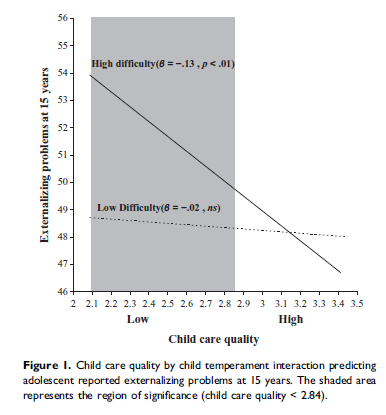 56
55
54
53
52
51
50
49
48
47
46
Externalizing problems at 15 years
High difficulty(β = –.13 , p < .01)
Low Difficulty(β = –.02 , ns)
2 2.1 2.2 2.3 2.4 2.5 2.6 2.7 2.8 2.9 3 3.1 3.2 3.3 3.4 3.5
Low High
Child care quality
Figure 1. Child care quality by child temperament interaction predicting
adolescent reported externalizing problems at 15 years. The shaded area
represents the region of significance (child care quality < 2.84).